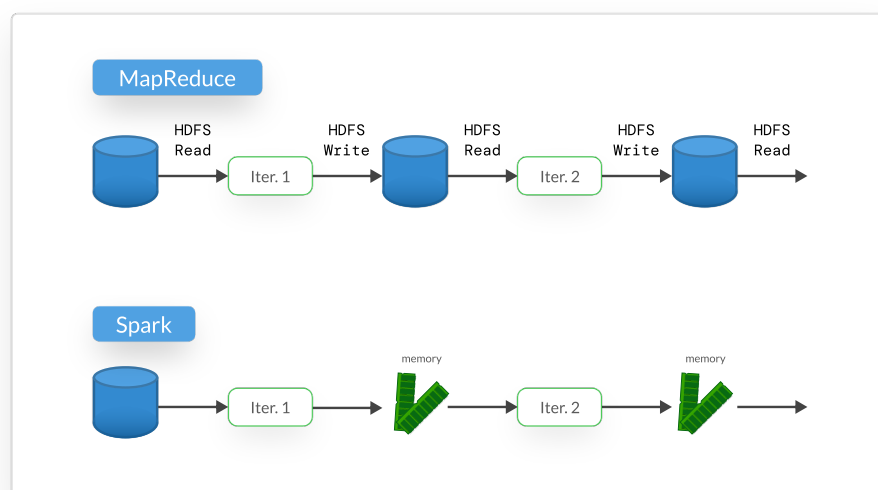 MapReduce
HDFS
Read
HDFS
Write
HDFS
Read
HDFS
Write
HDFS
Read
Iter. 1
Iter. 2
Spark
memory
memory
Iter. 1
Iter. 2